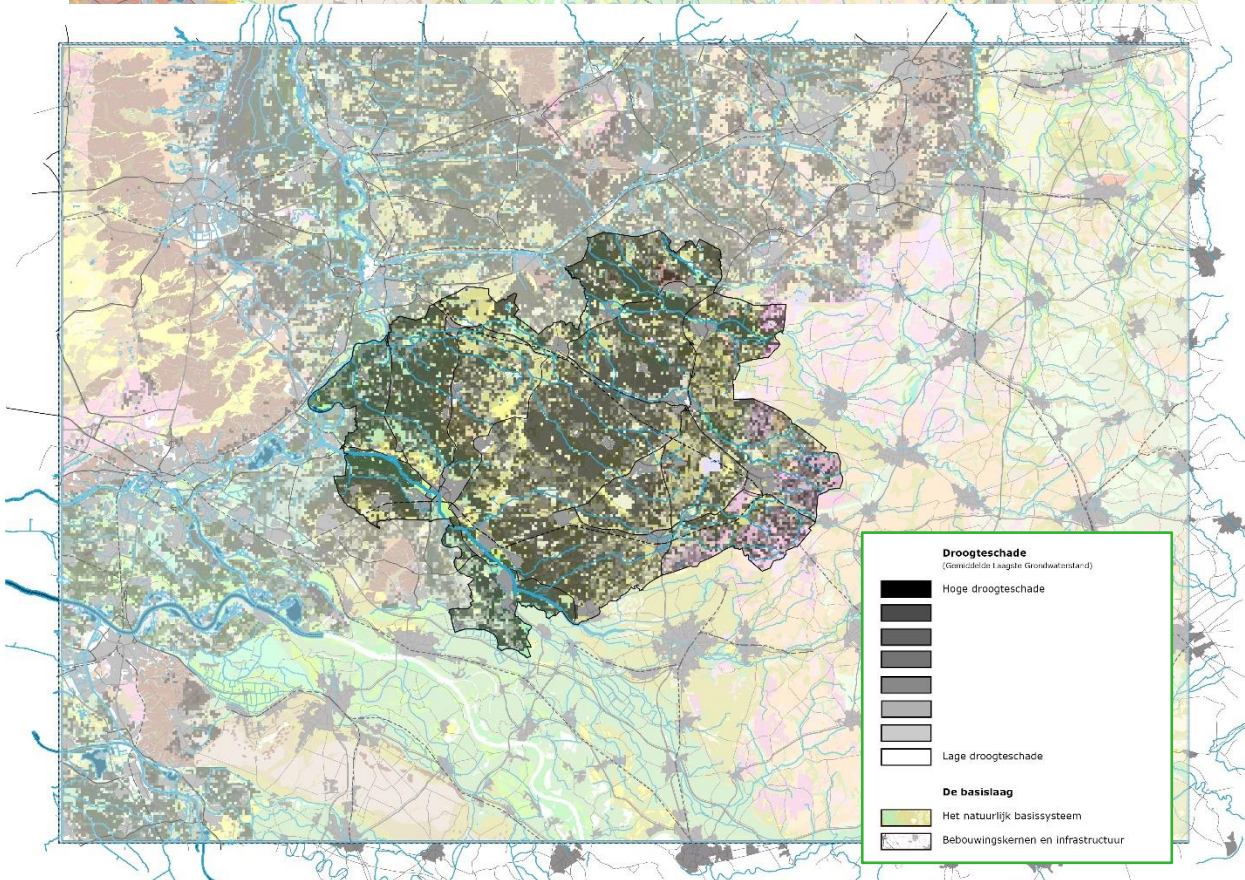 Droogteschade
(Gemiddelde Laagste Grondwaterstand)
Hoge droogteschade
Lage droogteschade
De basislaag
Het natuurlijk basissysteem
Bebouwingskernen en infrastructuur